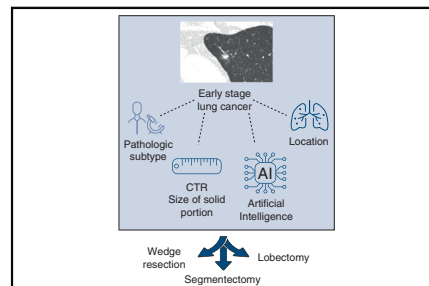 Early stage
lung cancer
Pathologic
subtype
Location
CTR
Size of solid
portion
AI
Artificial
Intelligence
Wedge
resection
Lobectomy
Segmentectomy